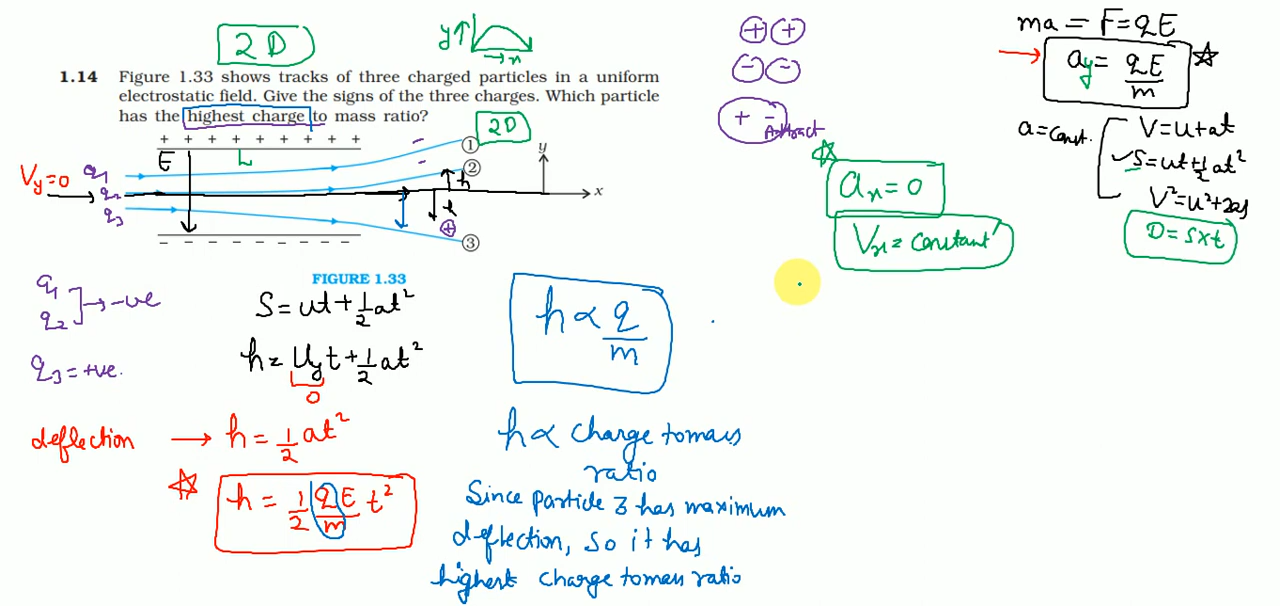 2D
y↑ →x
1.14 Figure 1.33 shows tracks of three charged particles in a uniform
electrostatic field. Give the signs of the three charges. Which particle
has the highest charge to mass ratio?
+ + + + + + + + +
2D
E L
① 
②
③
y
x
Vy=0
q1
q2
q3
h
h
+
- - - - - - - - - -
FIGURE 1.33
q1
q2 ]→ -ve
q3 = +ve.
S = ut + 1/2 at²
h = Uyt + 1/2 at²
0
deflection → h = 1/2 at²
h = 1/2 qE/m t²
h ∝ q/m
h ∝ charge to mass
ratio
Since particle 3 has maximum
deflection, so it has
highest charge to mass ratio
+ +
- -
+ -
Attract
ma = F = qE
→ ay = qE/m
a = const.
V = u + at
✓S = ut + 1/2 at²
V² = u² + 2as
D = S x t
ax = 0
Vx = constant